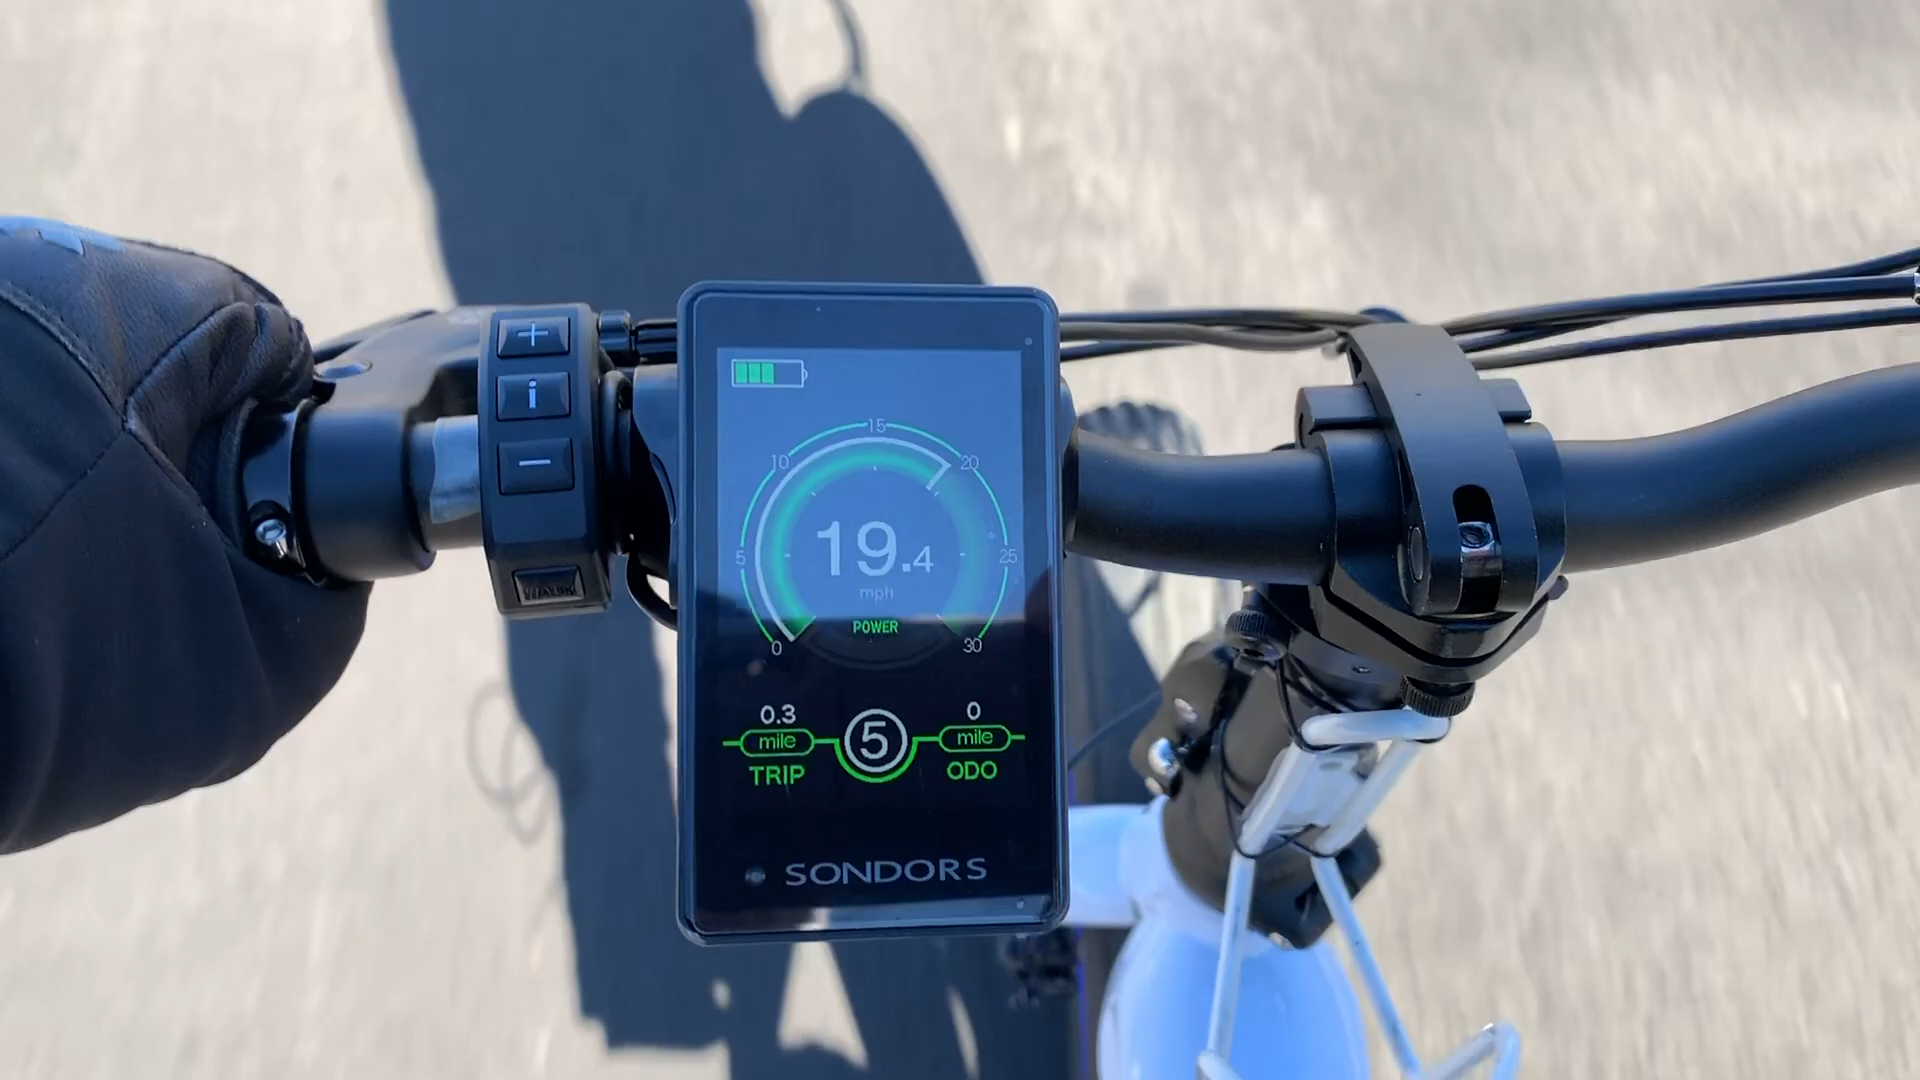 +
i
−
15
10
20
5
25
19.4
mph
POWER
0
30
0.3
0
mile
5
mile
TRIP
ODO
SONDORS